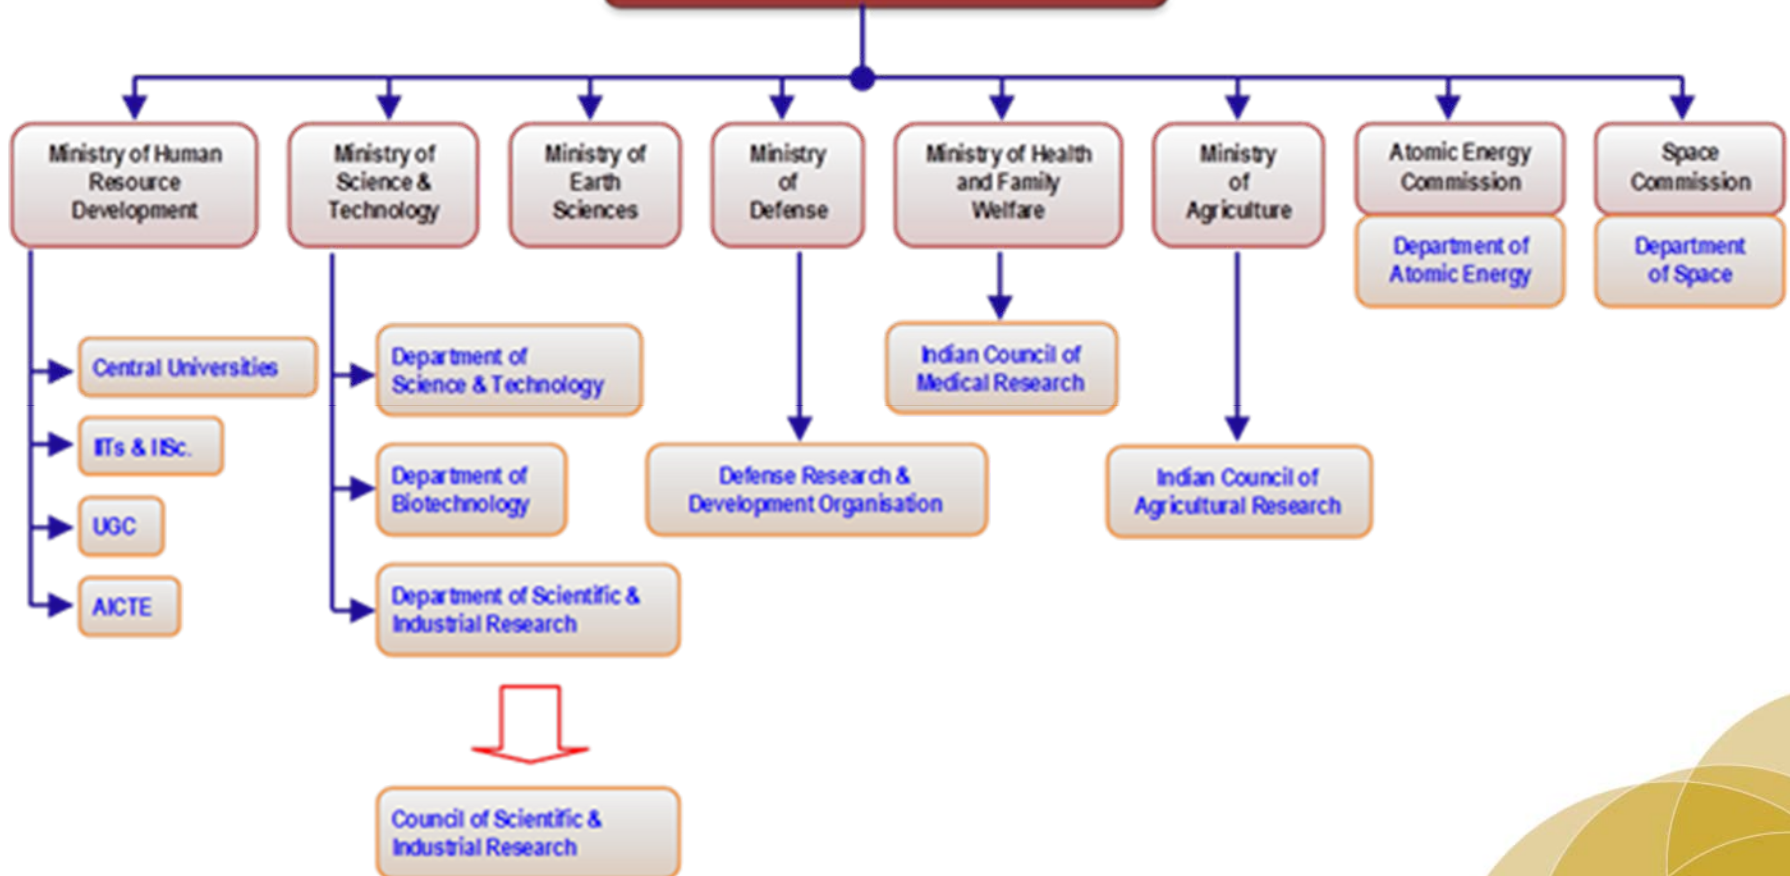 Ministry of Human
Resource
Development
Ministry of
Science &
Technology
Ministry of
Earth
Sciences
Ministry
of
Defense
Ministry of Health
and Family
Welfare
Ministry
of
Agriculture
Atomic Energy
Commission
Space
Commission
Department of
Atomic Energy
Department
of Space
Central Universities
IITs & IISc.
UGC
AICTE
Department of
Science & Technology
Department of
Biotechnology
Department of Scientific &
Industrial Research
Council of Scientific &
Industrial Research
Defense Research &
Development Organisation
Indian Council of
Medical Research
Indian Council of
Agricultural Research